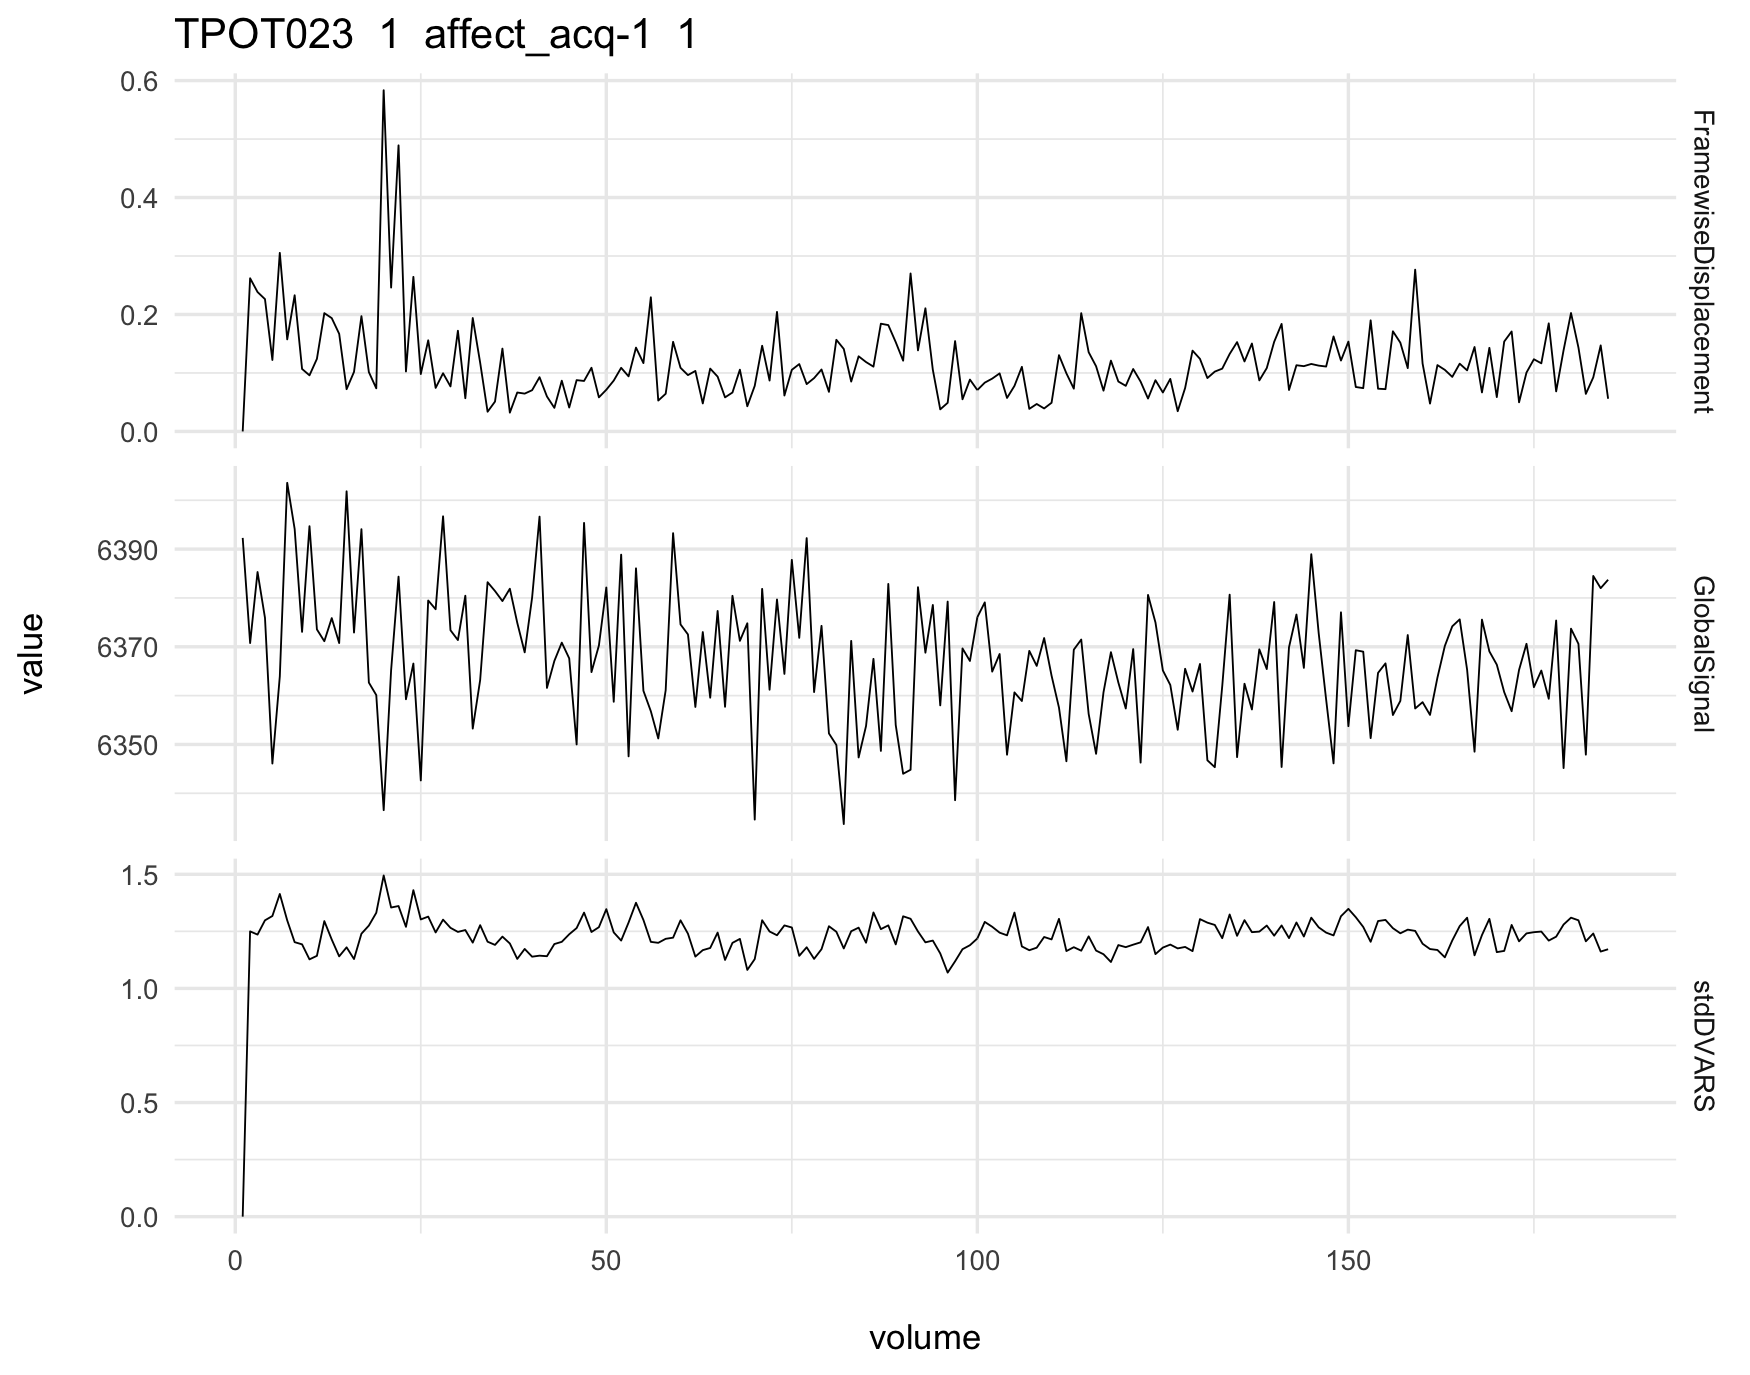 TPOT023 1 affect_acq-1 1
0.6
0.4
0.2
0.0
FramewiseDisplacement
6390
6370
6350
GlobalSignal
1.5
1.0
0.5
0.0
stdDVARS
value
0 50 100 150
volume